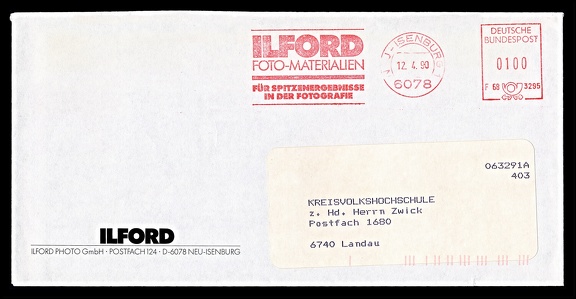 ILFORD
FOTO-MATERIALIEN
FÜR SPITZENERGEBNISSE
IN DER FOTOGRAFIE
12. 4. 90
6078
DEUTSCHE
BUNDESPOST
0100
F 68 3295
063291A
403
KREISVOLKSHOCHSCHULE
z. Hd. Herrn Zwick
Postfach 1680
6740 Landau
ILFORD
ILFORD PHOTO GmbH · POSTFACH 124 · D-6078 NEU-ISENBURG